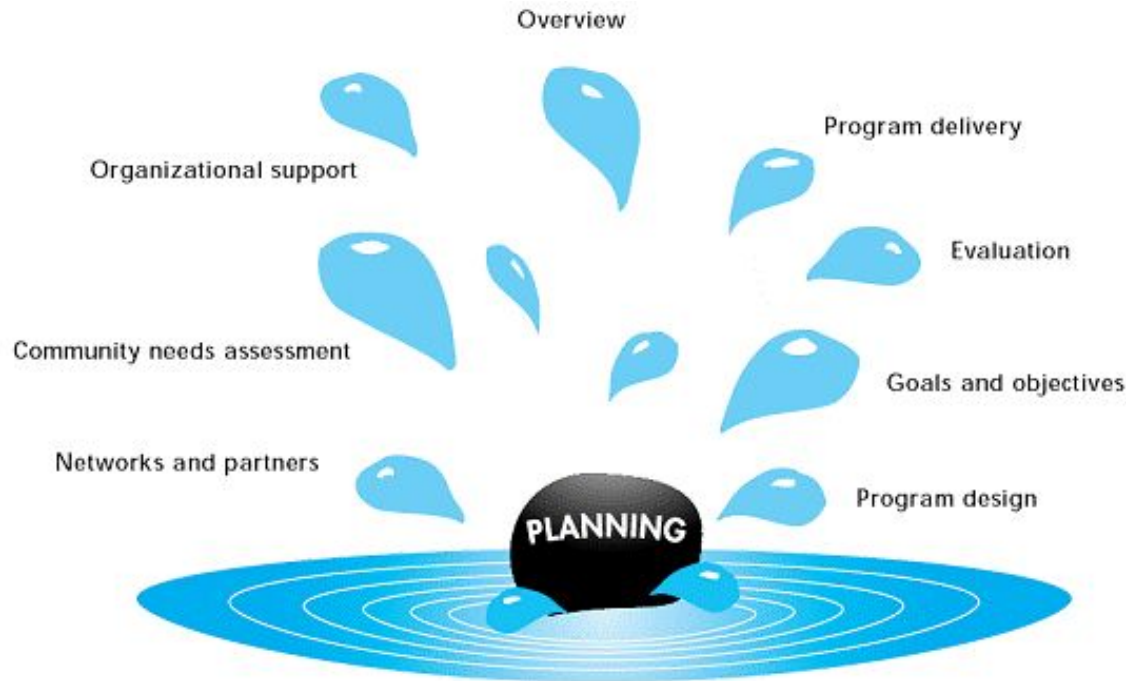 Overview
Program delivery
Organizational support
Evaluation
Community needs assessment
Goals and objectives
Networks and partners
Program design
PLANNING